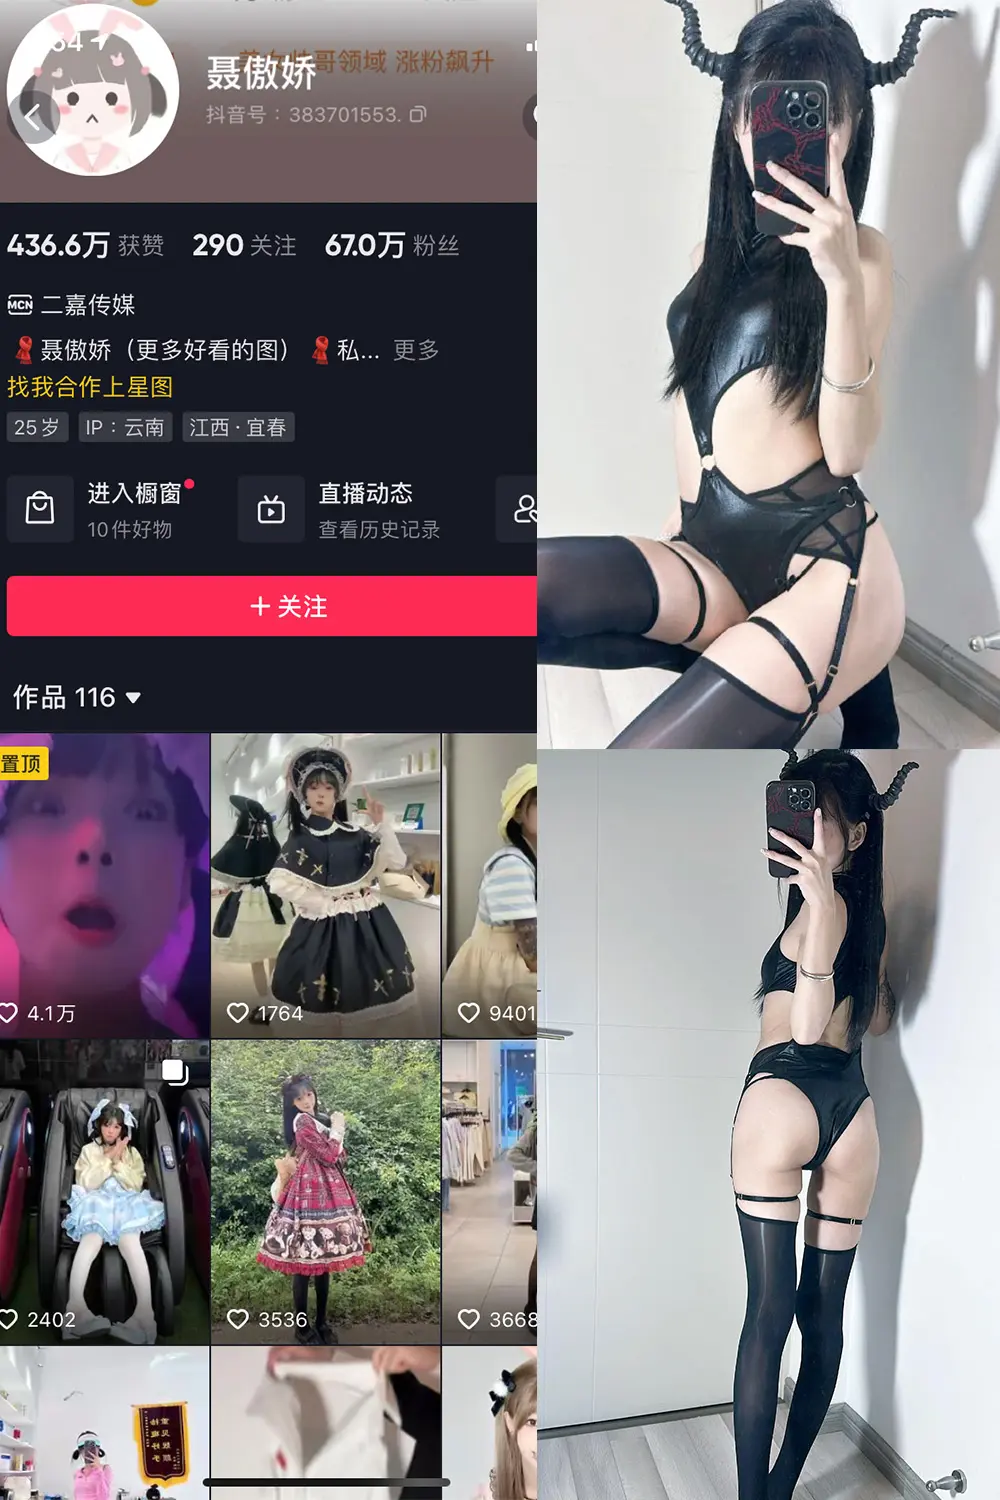 聂傲娇
哥领域 涨粉飙升
抖音号：383701553.
436.6万 获赞 290 关注 67.0万 粉丝
MCN 二嘉传媒
聂傲娇（更多好看的图） 私... 更多
找我合作上星图
25岁 IP：云南 江西·宜春
进入橱窗 直播动态
10件好物 查看历史记录
+ 关注
作品 116
置顶
4.1万 1764 9401
2402 3536 3668